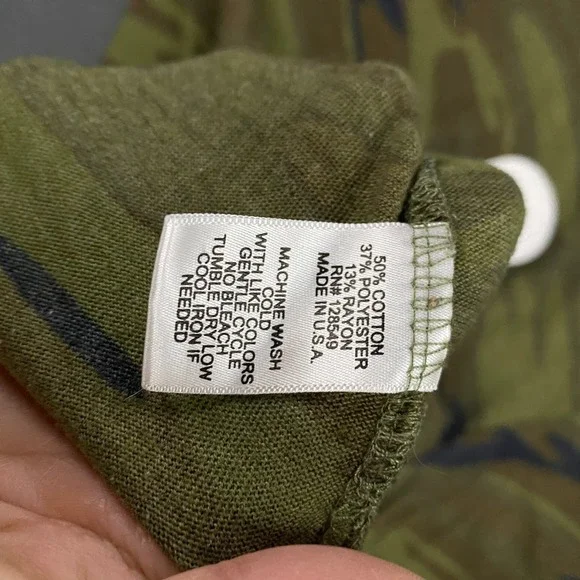 50% COTTON
37% POLYESTER
13% RAYON
RN# 128549
MADE IN U.S.A.
MACHINE WASH
COLD
WITH LIKE COLORS
GENTLE CYCLE
NO BLEACH
TUMBLE DRY LOW
COOL IRON IF
NEEDED